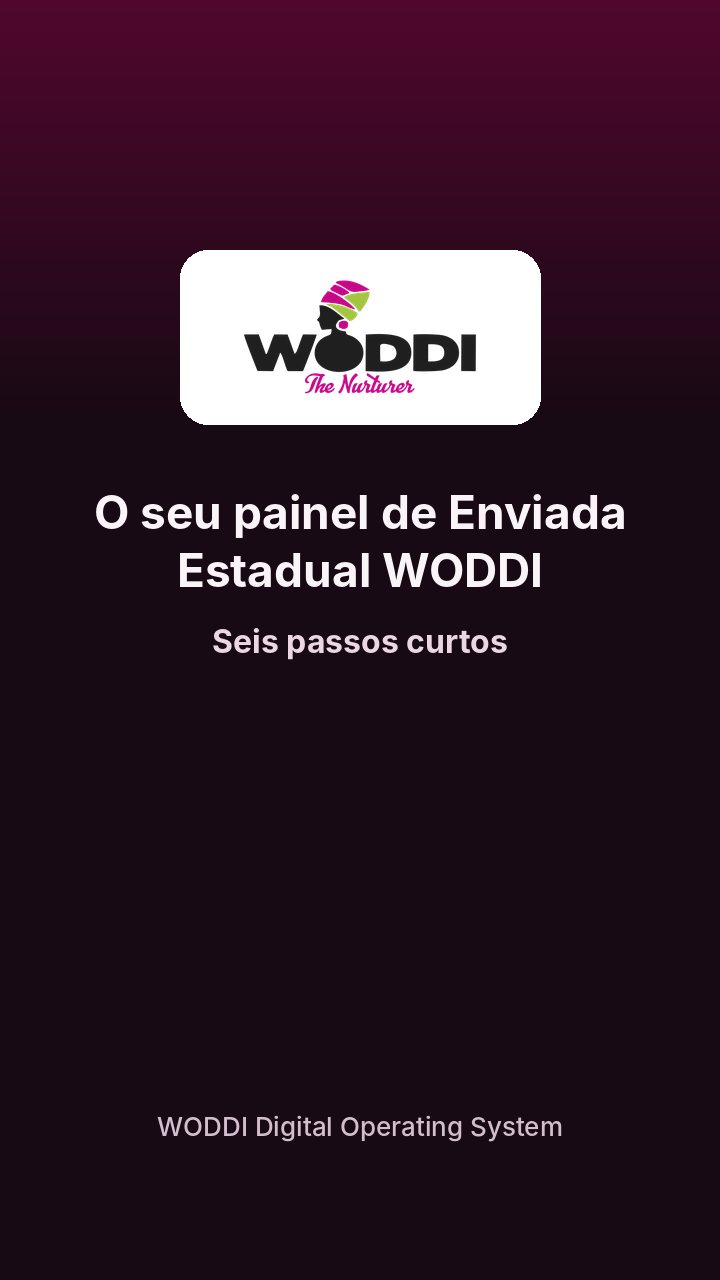 WODDI
The Nurturer
O seu painel de Enviada
Estadual WODDI
Seis passos curtos
WODDI Digital Operating System